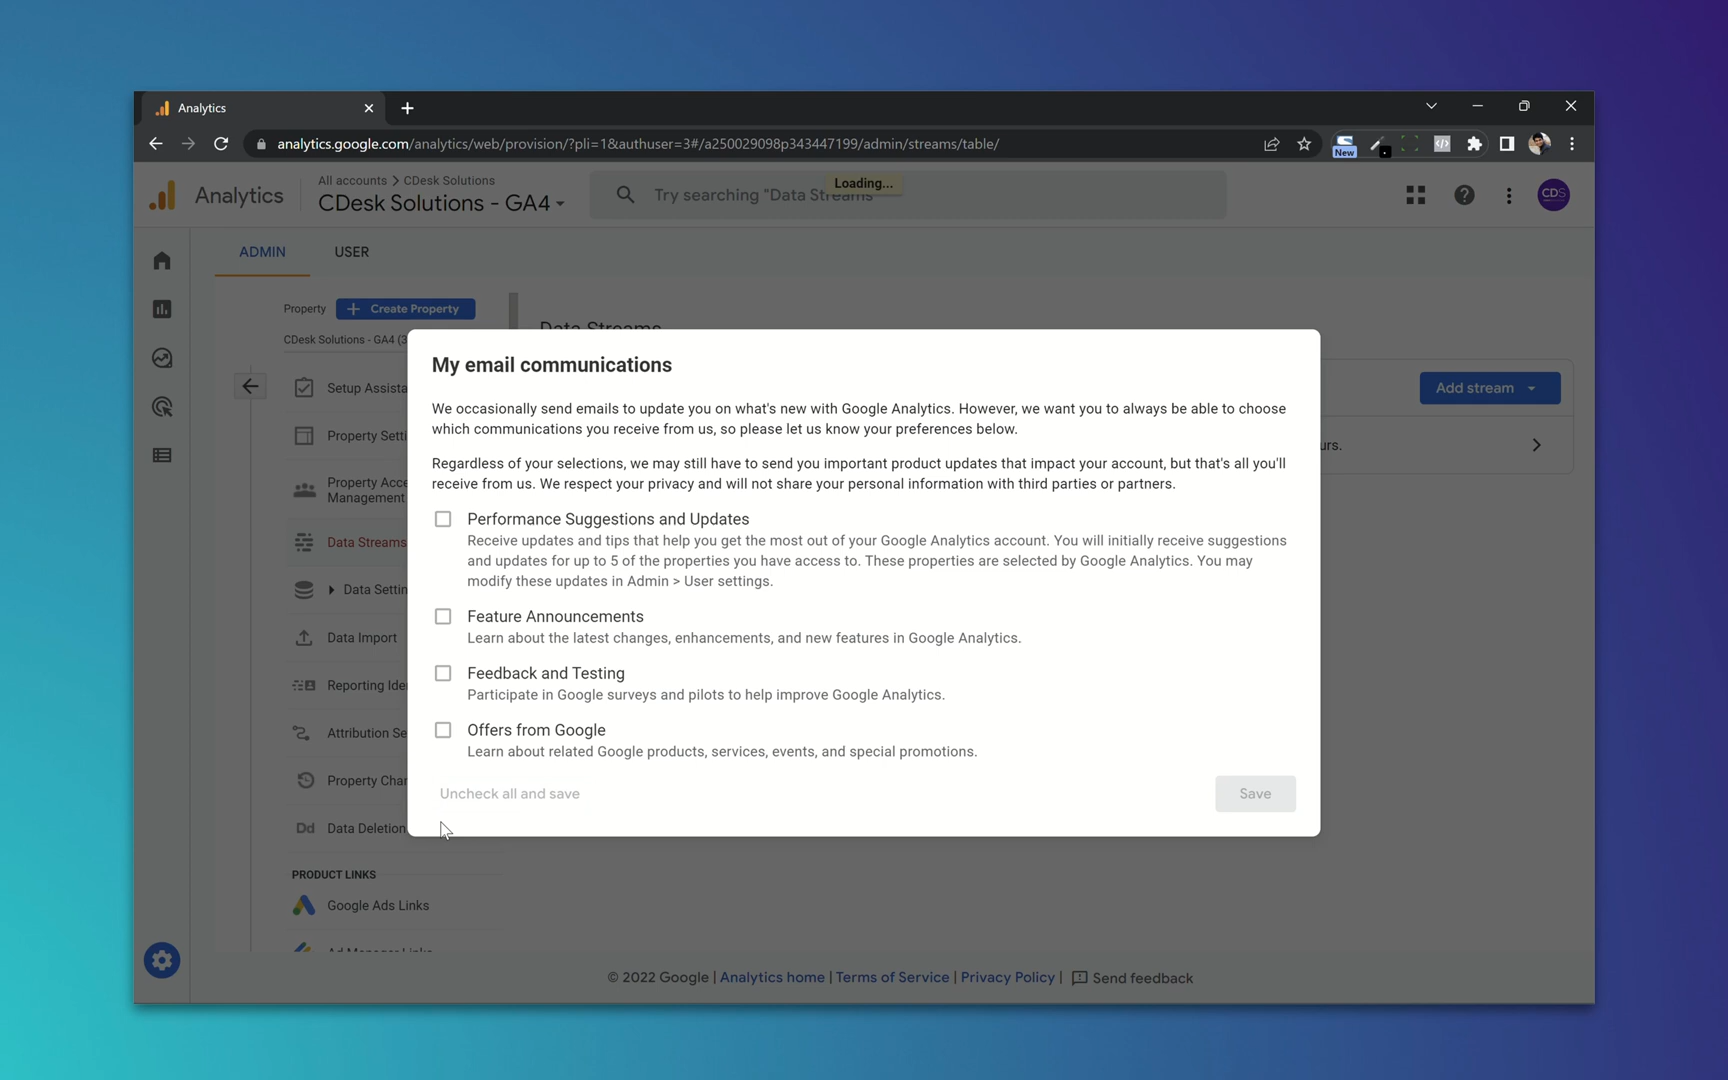 Analytics
analytics.google.com/analytics/web/provision/?pli=1&authuser=3#/a250029098p343447199/admin/streams/table/
New
Analytics
All accounts > CDesk Solutions
CDesk Solutions - GA4
Try searching "Data Streams"
Loading...
CDS
ADMIN
USER
Property
Create Property
CDesk Solutions - GA4 (3
Data Streams
Setup Assista
Property Setti
Property Acce
Management
Data Streams
Data Settin
Data Import
Reporting Ide
Attribution Se
Property Char
Dd
Data Deletion
PRODUCT LINKS
Google Ads Links
Ad Manager Links
Add stream
urs.
My email communications
We occasionally send emails to update you on what's new with Google Analytics. However, we want you to always be able to choose
which communications you receive from us, so please let us know your preferences below.
Regardless of your selections, we may still have to send you important product updates that impact your account, but that's all you'll
receive from us. We respect your privacy and will not share your personal information with third parties or partners.
Performance Suggestions and Updates
Receive updates and tips that help you get the most out of your Google Analytics account. You will initially receive suggestions
and updates for up to 5 of the properties you have access to. These properties are selected by Google Analytics. You may
modify these updates in Admin > User settings.
Feature Announcements
Learn about the latest changes, enhancements, and new features in Google Analytics.
Feedback and Testing
Participate in Google surveys and pilots to help improve Google Analytics.
Offers from Google
Learn about related Google products, services, events, and special promotions.
Uncheck all and save
Save
© 2022 Google | Analytics home | Terms of Service | Privacy Policy | Send feedback